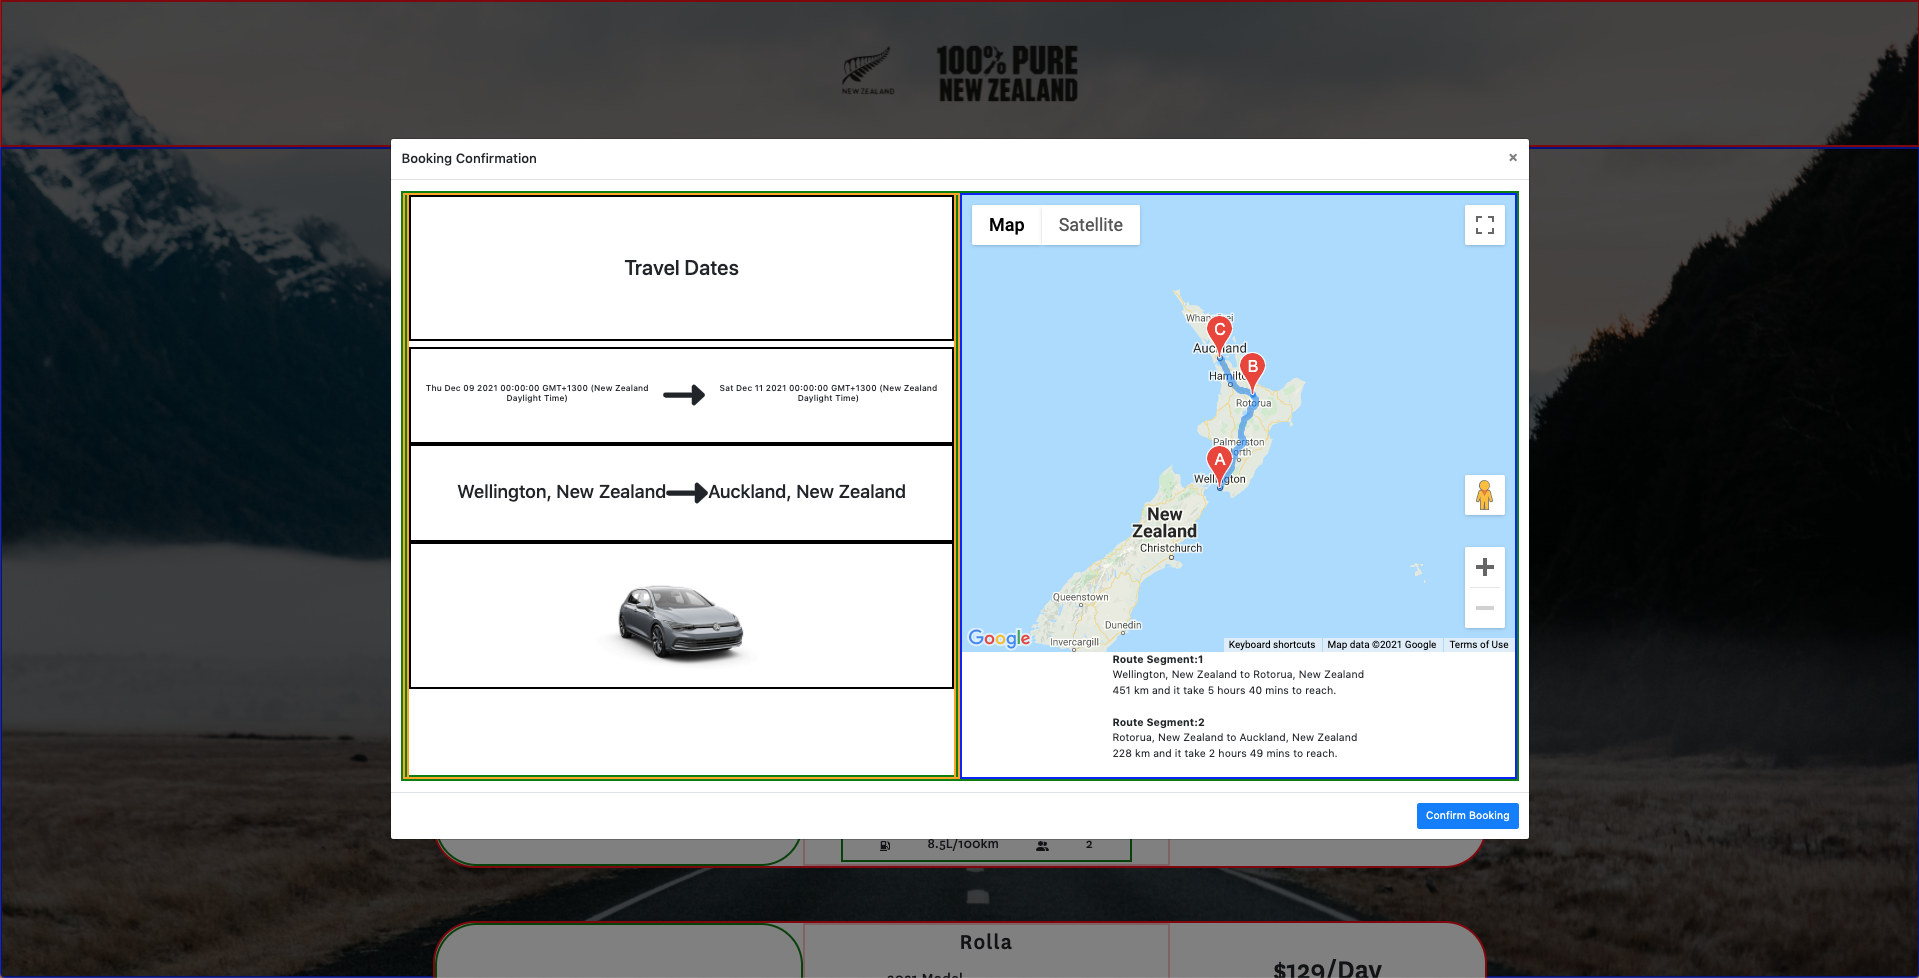 NEW ZEALAND
100% PURE
NEW ZEALAND
Booking Confirmation
×
Travel Dates
Thu Dec 09 2021 00:00:00 GMT+1300 (New Zealand
Daylight Time)
Sat Dec 11 2021 00:00:00 GMT+1300 (New Zealand
Daylight Time)
Wellington, New Zealand
Auckland, New Zealand
Map
Satellite
C
Auckland
B
Hamilton
Rotorua
Palmerston
North
A
Wellington
New
Zealand
Christchurch
Queenstown
Dunedin
Invercargill
Google
Keyboard shortcuts
Map data ©2021 Google
Terms of Use
Route Segment:1
Wellington, New Zealand to Rotorua, New Zealand
451 km and it take 5 hours 40 mins to reach.
Route Segment:2
Rotorua, New Zealand to Auckland, New Zealand
228 km and it take 2 hours 49 mins to reach.
Confirm Booking
8.5L/100km
2
Rolla
2021 Model
$129/Day